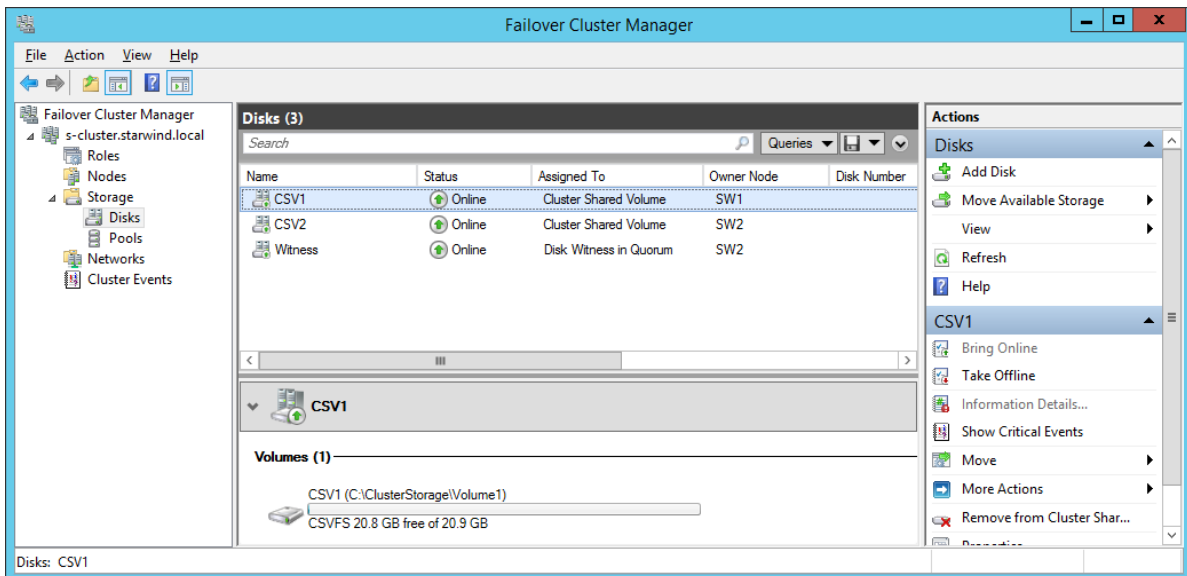 Failover Cluster Manager
File Action View Help
Failover Cluster Manager
s-cluster.starwind.local
Roles
Nodes
Storage
Disks
Pools
Networks
Cluster Events
Disks (3)
Search
Queries
Name Status Assigned To Owner Node Disk Number
CSV1 Online Cluster Shared Volume SW1
CSV2 Online Cluster Shared Volume SW2
Witness Online Disk Witness in Quorum SW2
CSV1
Volumes (1)
CSV1 (C:\ClusterStorage\Volume1)
CSVFS 20.8 GB free of 20.9 GB
Actions
Disks
Add Disk
Move Available Storage
View
Refresh
Help
CSV1
Bring Online
Take Offline
Information Details...
Show Critical Events
Move
More Actions
Remove from Cluster Shar...
Disks: CSV1